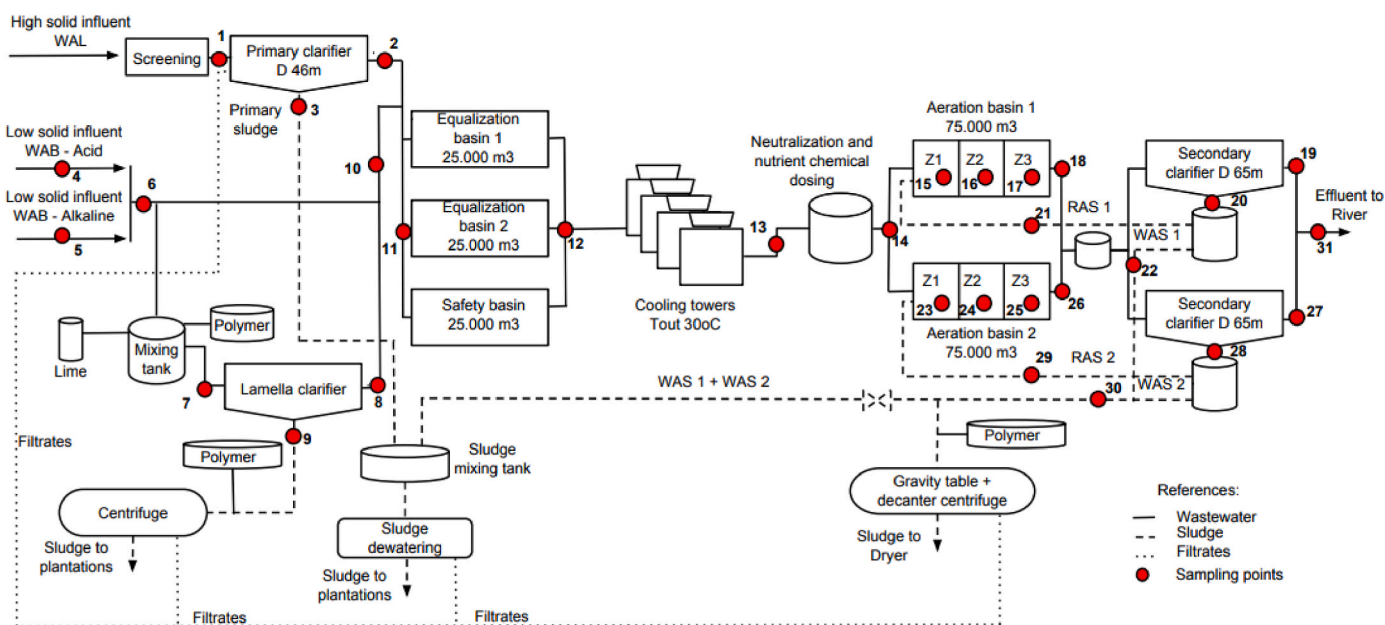 High solid influent
WAL
Screening
1
Primary clarifier
D 46m
2
Primary
sludge
3
Low solid influent
WAB - Acid
4
Low solid influent
WAB - Alkaline
5
6
10
11
Equalization
basin 1
25.000 m3
Equalization
basin 2
25.000 m3
Safety basin
25.000 m3
12
Cooling towers
Tout 30oC
13
Neutralization and
nutrient chemical
dosing
14
Aeration basin 1
75.000 m3
Z1
Z2
Z3
15
16
17
18
Z1
Z2
Z3
23
24
25
26
Aeration basin 2
75.000 m3
21
RAS 1
29
RAS 2
Secondary
clarifier D 65m
19
20
WAS 1
22
Effluent to
River
31
Secondary
clarifier D 65m
27
28
WAS 2
30
Lime
Mixing
tank
Polymer
7
Lamella clarifier
8
9
Polymer
Centrifuge
Sludge to
plantations
Filtrates
Filtrates
WAS 1 + WAS 2
Sludge
mixing tank
Sludge
dewatering
Sludge to
plantations
Filtrates
Polymer
Gravity table +
decanter centrifuge
Sludge to
Dryer
References:
Wastewater
Sludge
Filtrates
Sampling points